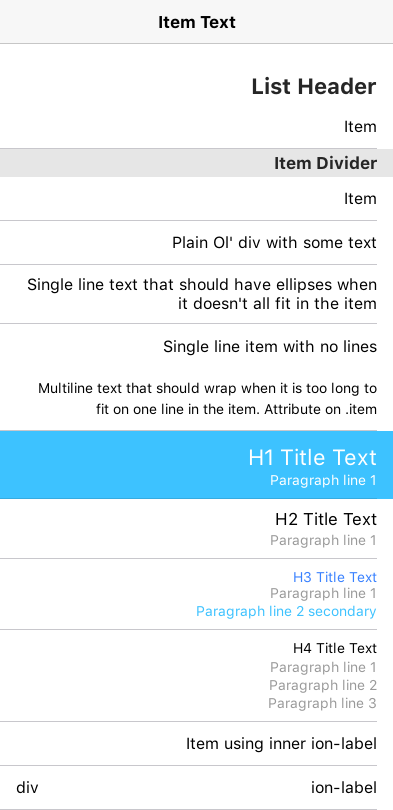 Item Text
List Header
Item
Item Divider
Item
Plain Ol' div with some text
Single line text that should have ellipses when
it doesn't all fit in the item
Single line item with no lines
Multiline text that should wrap when it is too long to
fit on one line in the item. Attribute on .item
H1 Title Text
Paragraph line 1
H2 Title Text
Paragraph line 1
H3 Title Text
Paragraph line 1
Paragraph line 2 secondary
H4 Title Text
Paragraph line 1
Paragraph line 2
Paragraph line 3
Item using inner ion-label
div ion-label